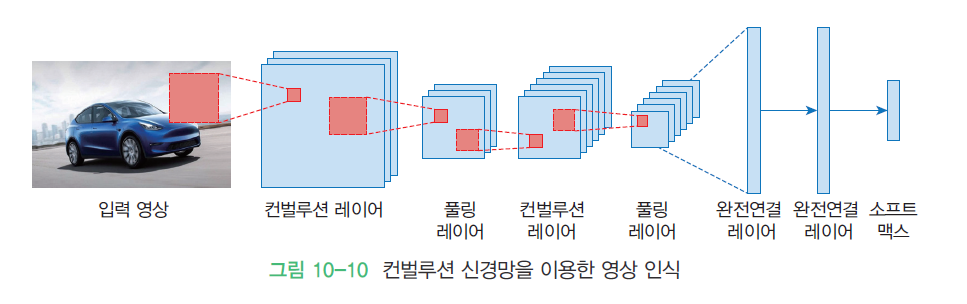 입력 영상
컨벌루션 레이어
풀링
레이어
컨벌루션
레이어
풀링
레이어
완전연결
레이어
완전연결
레이어
소프트
맥스
그림 10-10 컨벌루션 신경망을 이용한 영상 인식